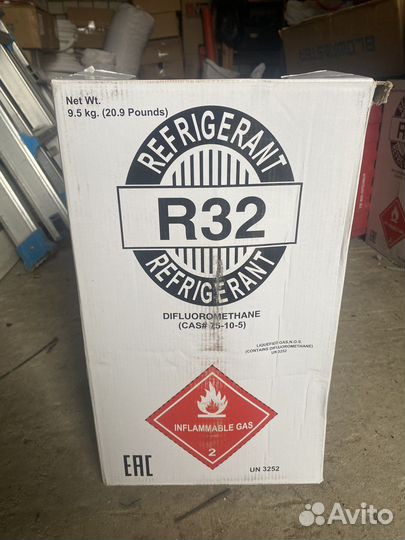 Net Wt.
9.5 kg. (20.9 Pounds)
REFRIGERANT
R32
REFRIGERANT
DIFLUOROMETHANE
(CAS# 75-10-5)
LIQUEFIED GAS,N.O.S.
(CONTAINS DIFLUOROMETHANE)
UN 3252
INFLAMMABLE GAS
2
EAC
UN 3252
Avito